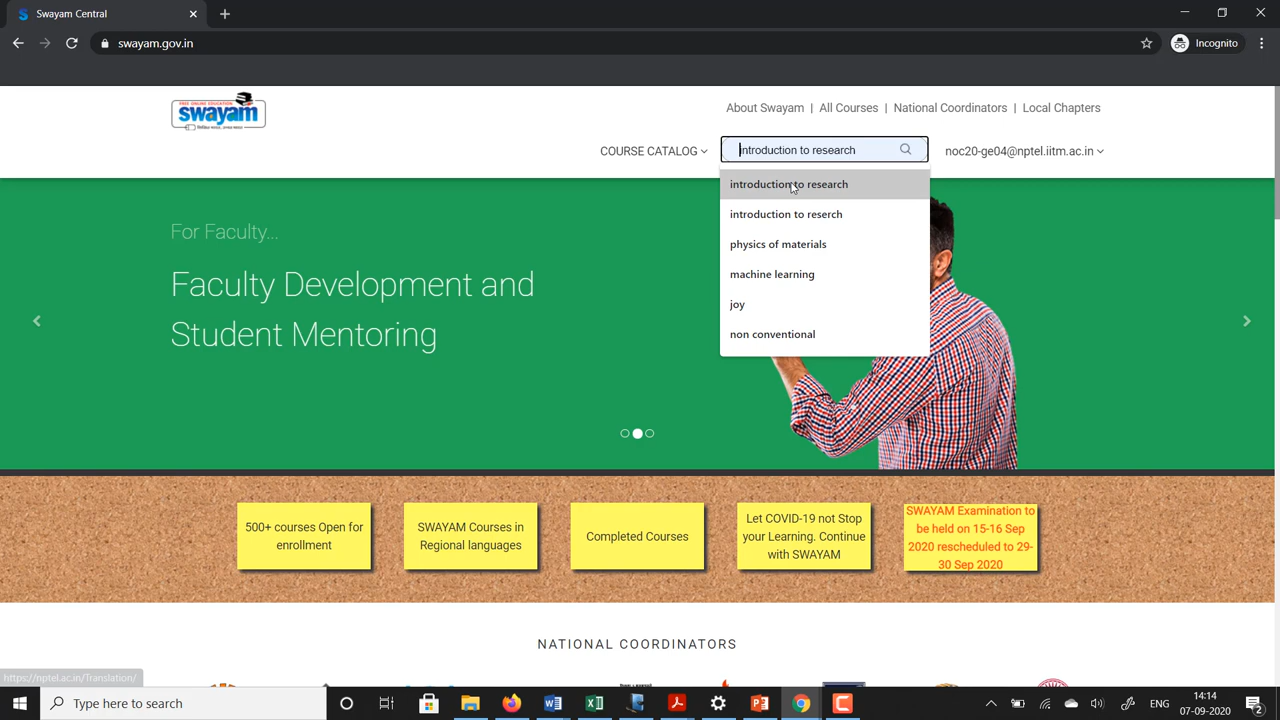 Swayam Central
swayam.gov.in
Incognito
FREE ONLINE EDUCATION
swayam
About Swayam | All Courses | National Coordinators | Local Chapters
COURSE CATALOG
introduction to research
noc20-ge04@nptel.iitm.ac.in
introduction to research
introduction to reserch
physics of materials
machine learning
joy
non conventional
For Faculty...
Faculty Development and
Student Mentoring
500+ courses Open for
enrollment
SWAYAM Courses in
Regional languages
Completed Courses
Let COVID-19 not Stop
your Learning. Continue
with SWAYAM
SWAYAM Examination to
be held on 15-16 Sep
2020 rescheduled to 29-
30 Sep 2020
NATIONAL COORDINATORS
https://nptel.ac.in/Translation/
Type here to search
ENG
14:14
07-09-2020
2